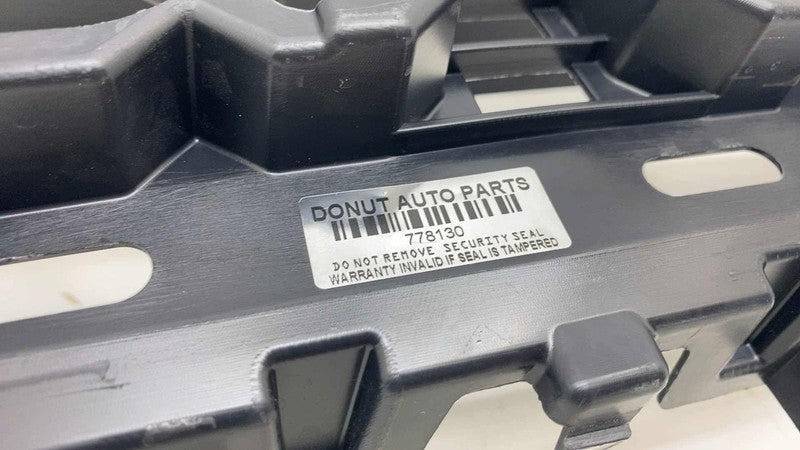 DONUT AUTO PARTS
778130
DO NOT REMOVE SECURITY SEAL
WARRANTY INVALID IF SEAL IS TAMPERED